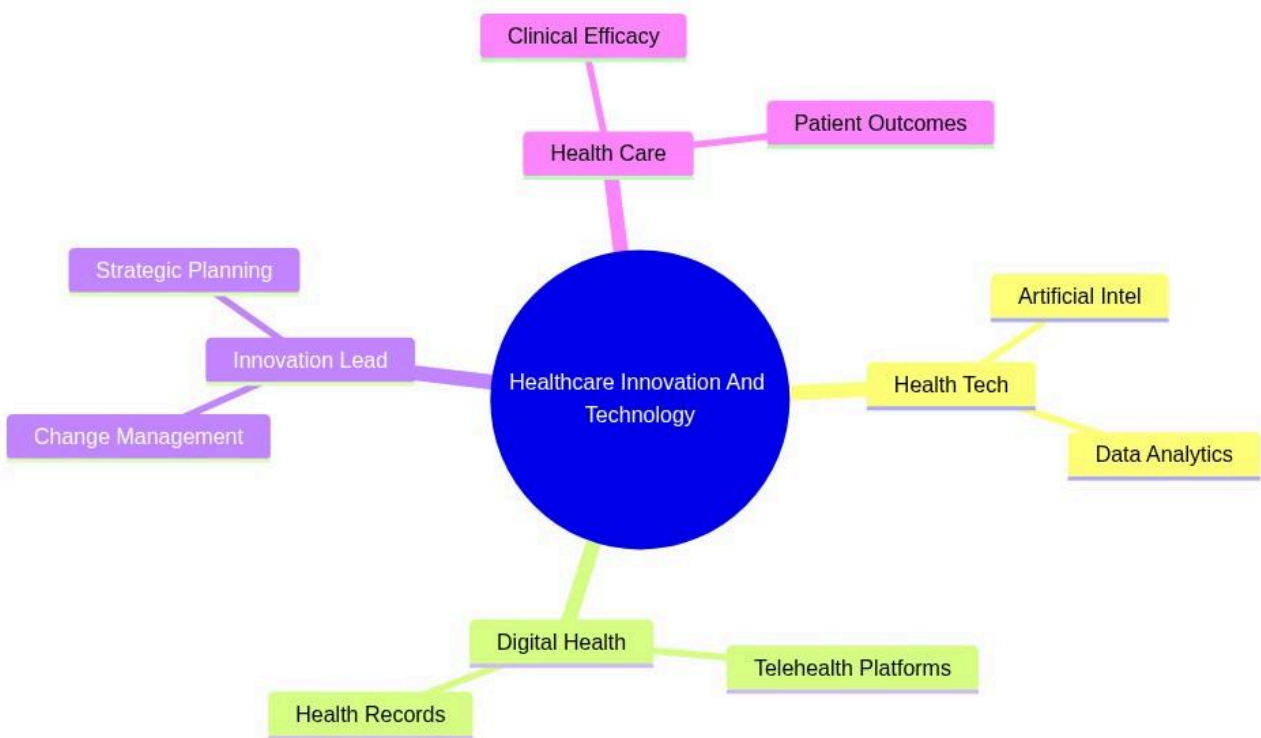 Clinical Efficacy
Patient Outcomes
Health Care
Strategic Planning
Artificial Intel
Innovation Lead
Healthcare Innovation And
Technology
Health Tech
Change Management
Data Analytics
Digital Health
Telehealth Platforms
Health Records